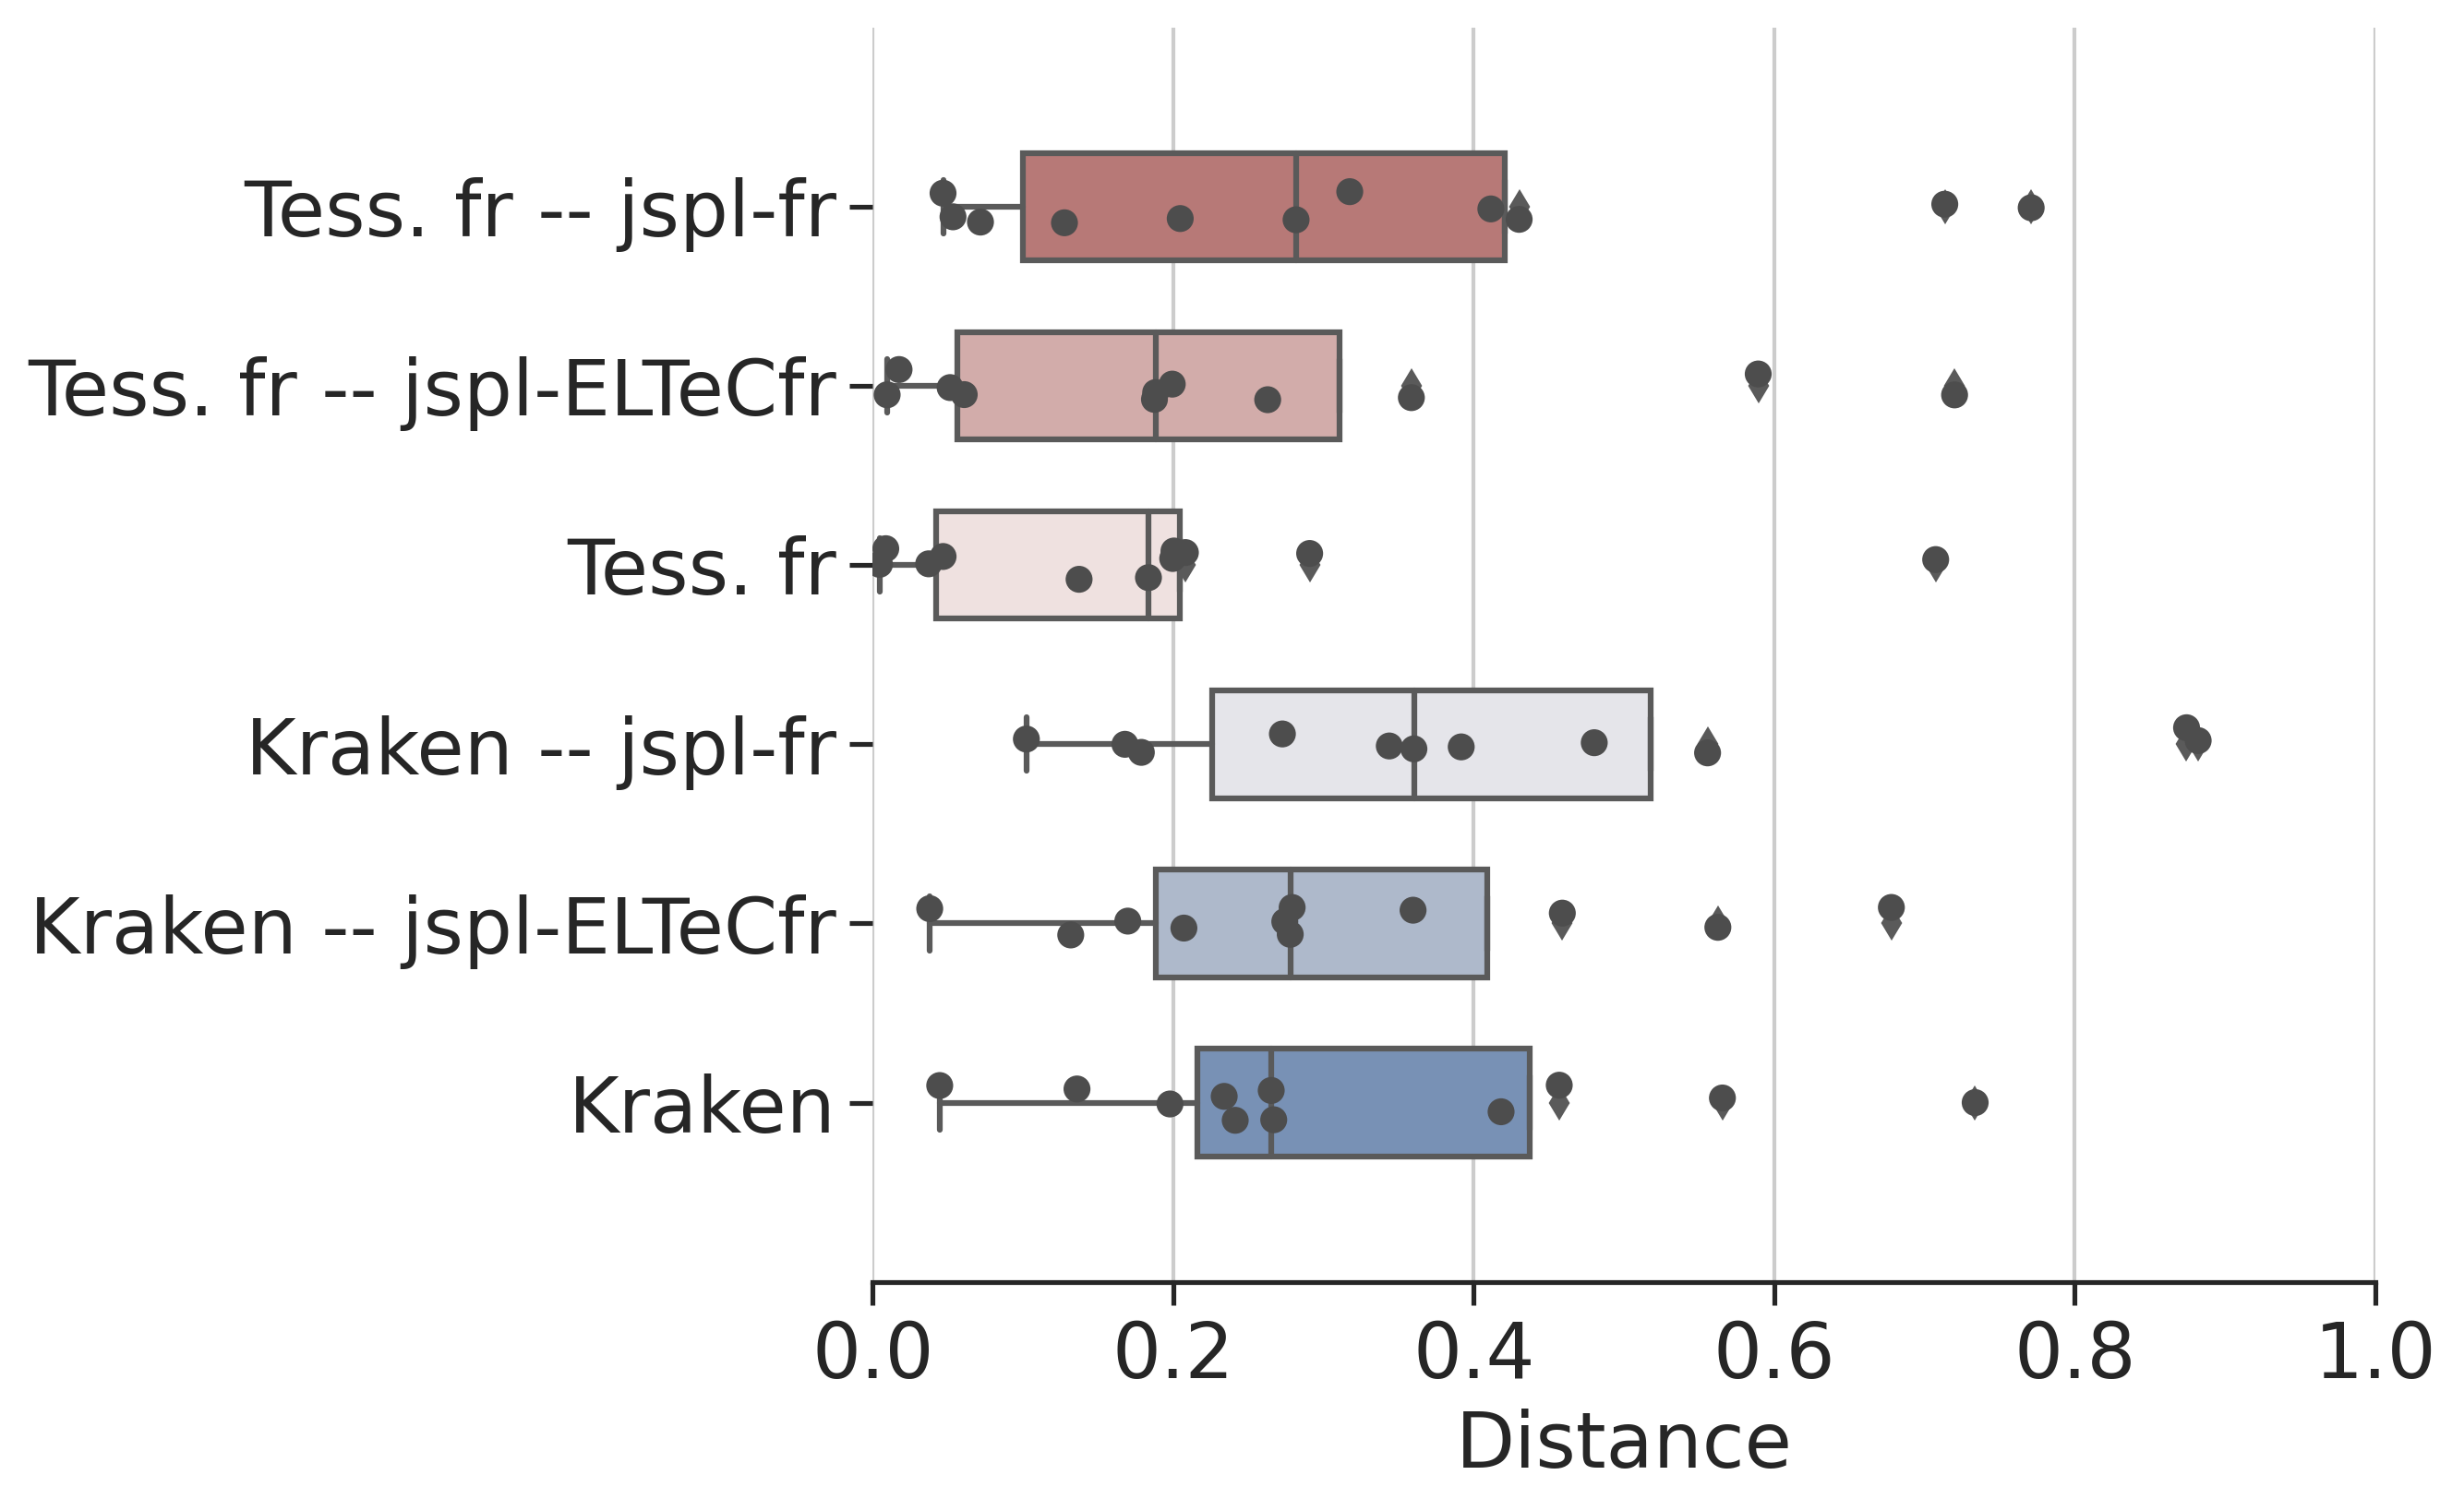 Tess. fr -- jspl-fr
Tess. fr -- jspl-ELTeCfr
Tess. fr
Kraken -- jspl-fr
Kraken -- jspl-ELTeCfr
Kraken
0.0 0.2 0.4 0.6 0.8 1.0
Distance